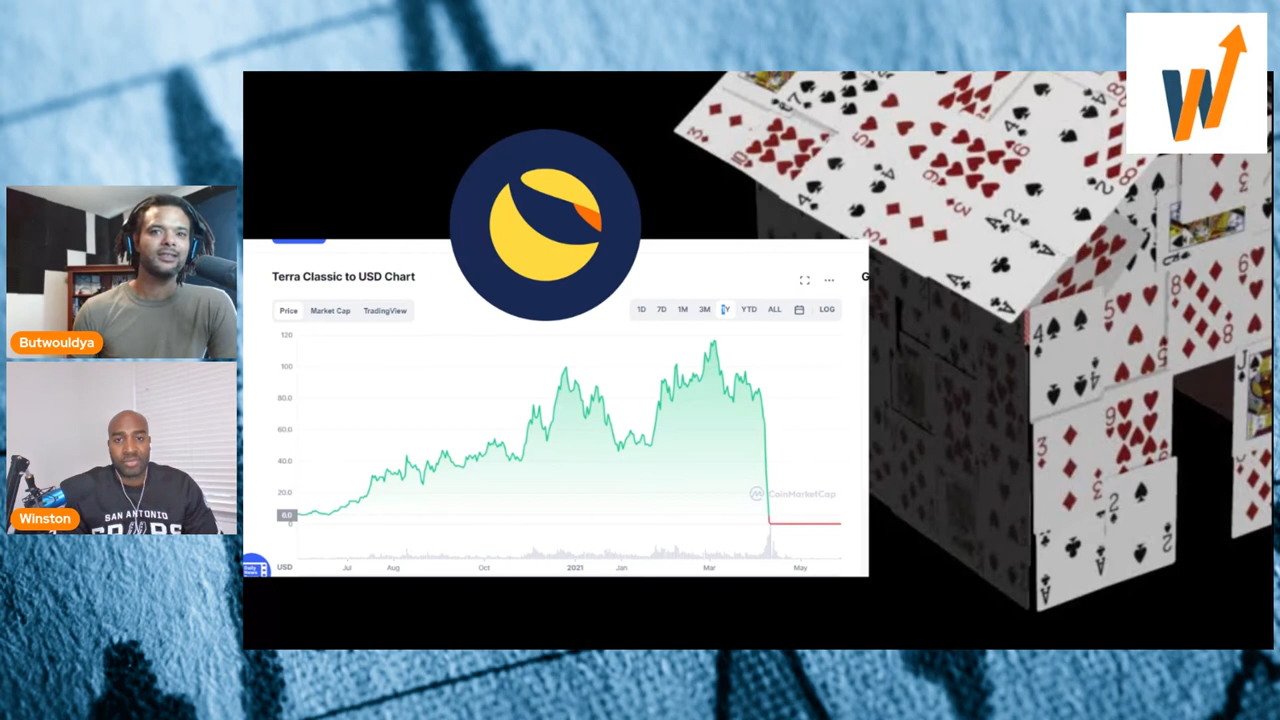 Butwouldya
Winston
SAN ANTONIO
Terra Classic to USD Chart
Price Market Cap TradingView
1D 7D 1M 3M 1Y YTD ALL LOG
G
120
100
80.0
60.0
40.0
20.0
6.0
0
CoinMarketCap
USD
Jul Aug Oct 2021 Jan Mar May
W